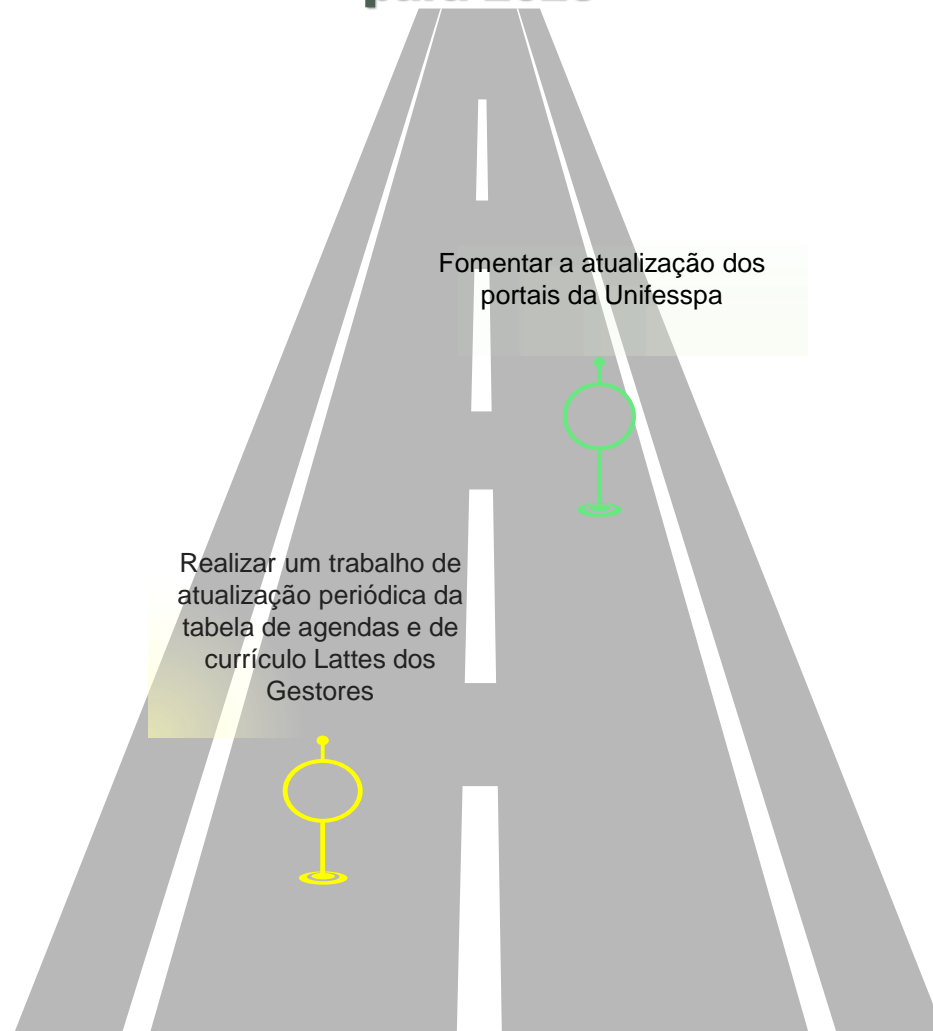 Fomentar a atualização dos
portais da Unifesspa
Realizar um trabalho de
atualização periódica da
tabela de agendas e de
currículo Lattes dos
Gestores